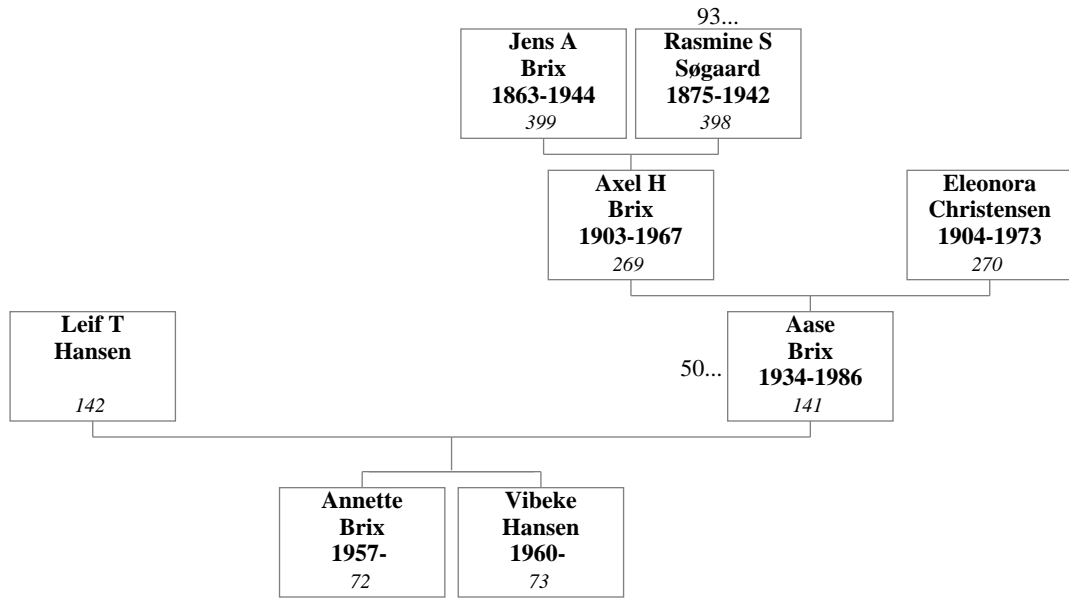 93...
Jens A
Brix
1863-1944
399
Rasmine S
Søgaard
1875-1942
398
Axel H
Brix
1903-1967
269
Eleonora
Christensen
1904-1973
270
Leif T
Hansen
142
50...
Aase
Brix
1934-1986
141
Annette
Brix
1957-
72
Vibeke
Hansen
1960-
73